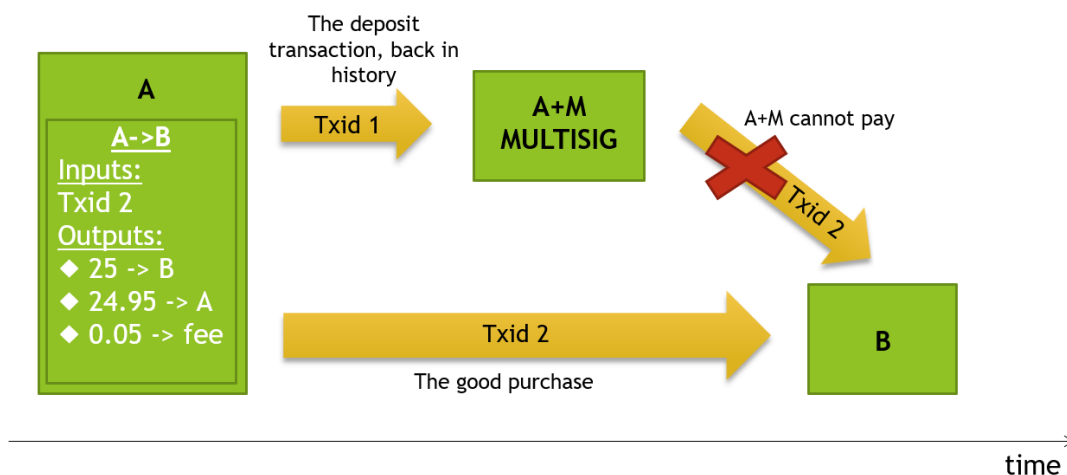 The deposit
transaction, back in
history
A
A->B
Inputs:
Txid 2
Outputs:
◆ 25 -> B
◆ 24.95 -> A
◆ 0.05 -> fee
Txid 1
A+M
MULTISIG
A+M cannot pay
Txid 2
Txid 2
The good purchase
B
time